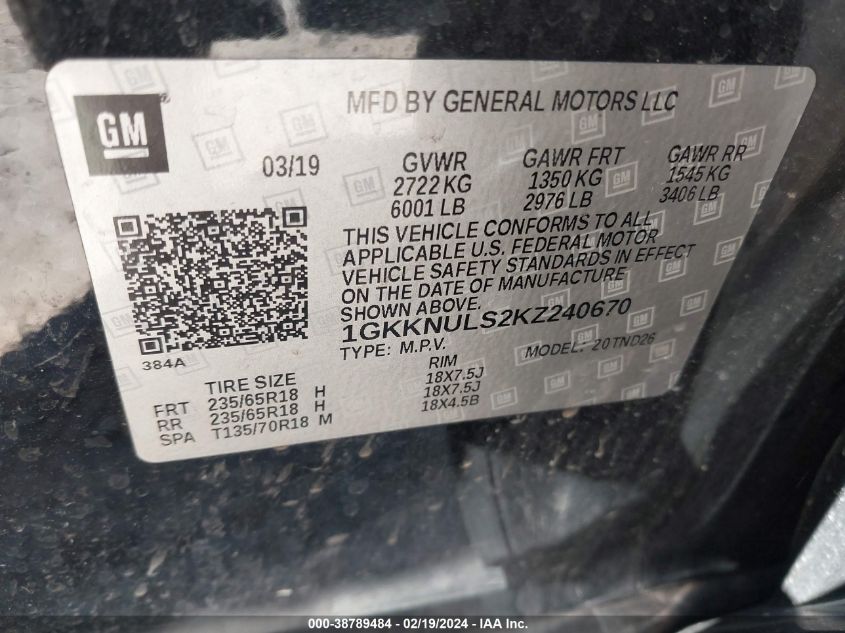 GM
MFD BY GENERAL MOTORS LLC
03/19
GVWR
2722 KG
6001 LB
GAWR FRT
1350 KG
2976 LB
GAWR RR
1545 KG
3406 LB
THIS VEHICLE CONFORMS TO ALL
APPLICABLE U.S. FEDERAL MOTOR
VEHICLE SAFETY STANDARDS IN EFFECT
ON THE DATE OF MANUFACTURE
SHOWN ABOVE.
1GKKNULS2KZ240670
TYPE: M.P.V. MODEL: 20TND26
384A
TIRE SIZE RIM
FRT 235/65R18 H 18X7.5J
RR 235/65R18 H 18X7.5J
SPA T135/70R18 M 18X4.5B
000-38789484 - 02/19/2024 - IAA Inc.